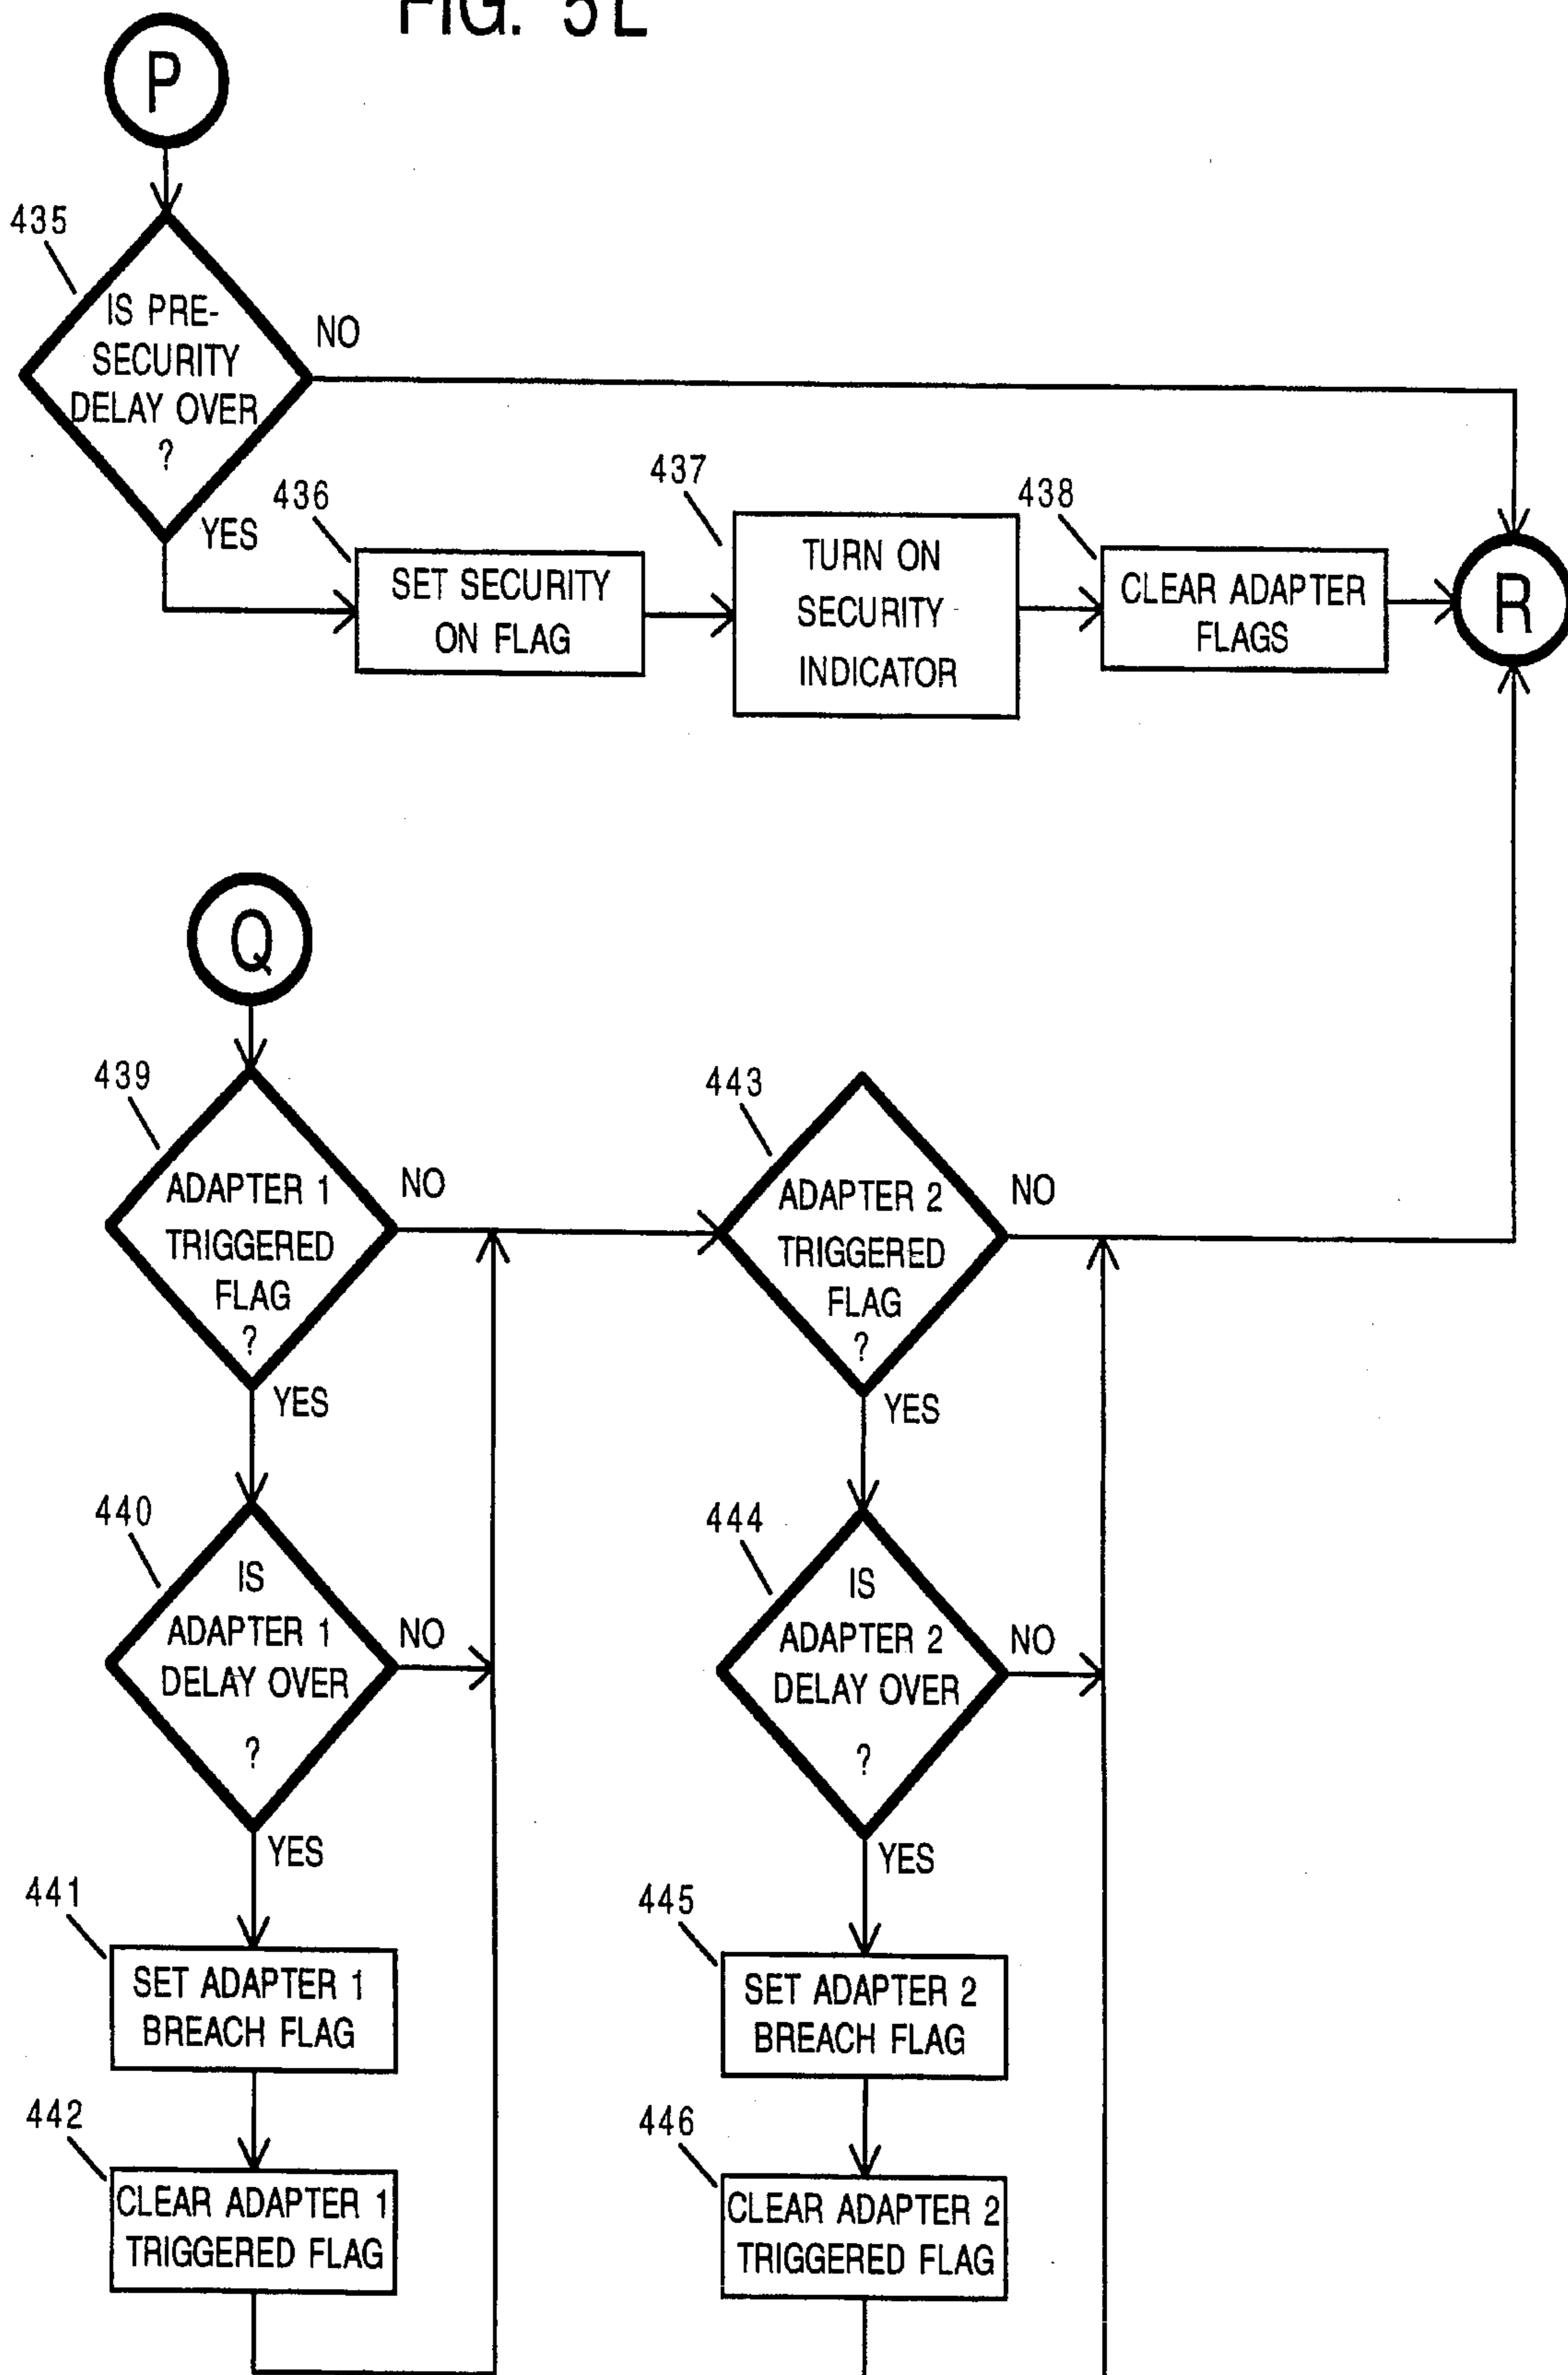 FIG. 5L
P
435
IS PRE-
SECURITY
DELAY OVER
?
NO
YES
436
SET SECURITY
ON FLAG
437
TURN ON
SECURITY
INDICATOR
438
CLEAR ADAPTER
FLAGS
R
Q
439
ADAPTER 1
TRIGGERED
FLAG
?
NO
YES
443
ADAPTER 2
TRIGGERED
FLAG
?
NO
YES
440
IS
ADAPTER 1
DELAY OVER
?
NO
YES
444
IS
ADAPTER 2
DELAY OVER
?
NO
YES
441
SET ADAPTER 1
BREACH FLAG
445
SET ADAPTER 2
BREACH FLAG
442
CLEAR ADAPTER 1
TRIGGERED FLAG
446
CLEAR ADAPTER 2
TRIGGERED FLAG